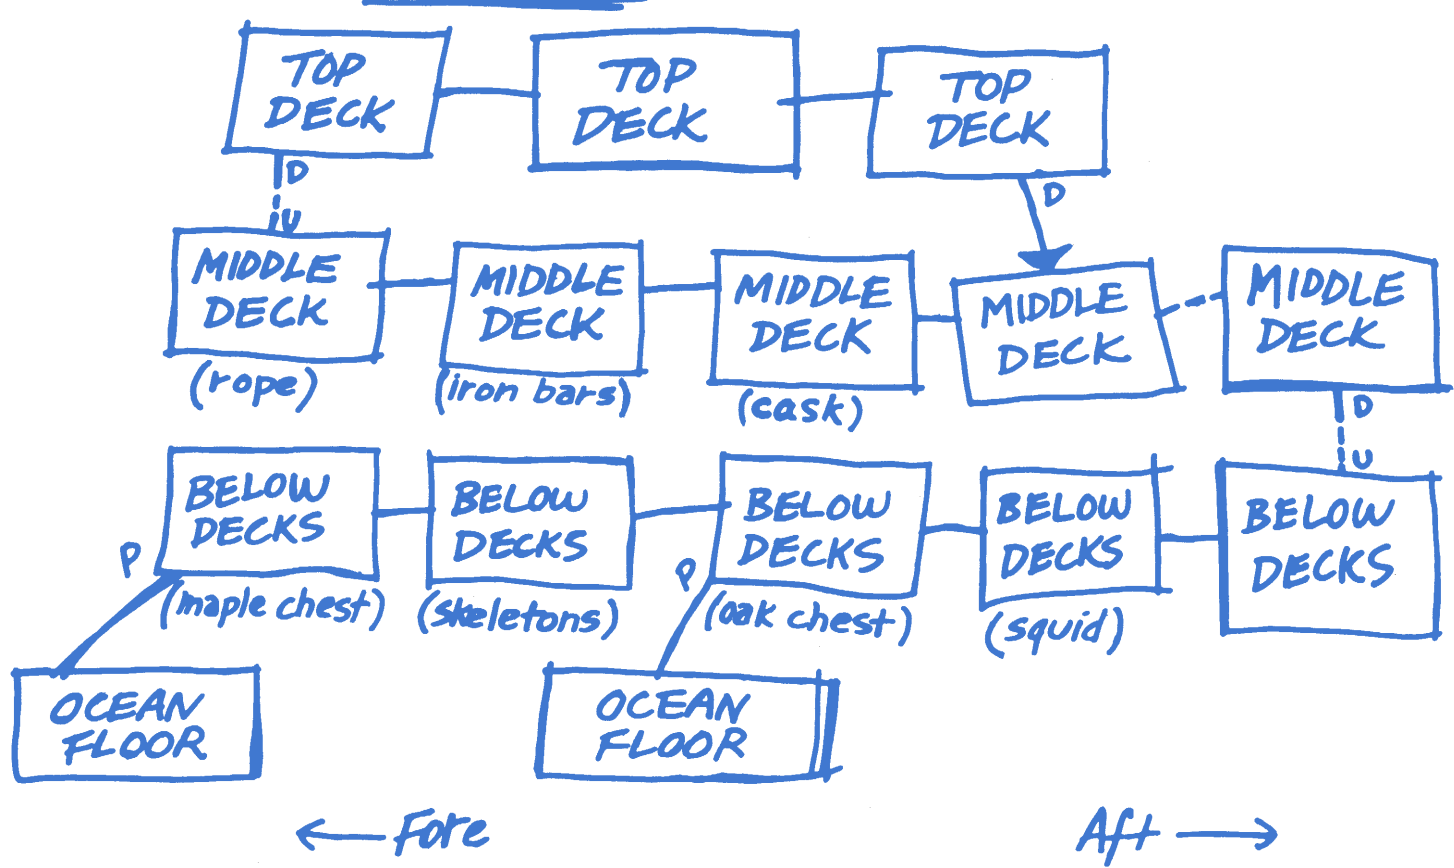 TOP
DECK
TOP
DECK
TOP
DECK
D
U
D
MIDDLE
DECK
(rope)
MIDDLE
DECK
(iron bars)
MIDDLE
DECK
(cask)
MIDDLE
DECK
MIDDLE
DECK
D
U
BELOW
DECKS
P
(maple chest)
BELOW
DECKS
(skeletons)
BELOW
DECKS
P
(oak chest)
BELOW
DECKS
(squid)
BELOW
DECKS
OCEAN
FLOOR
OCEAN
FLOOR
Fore
Aft